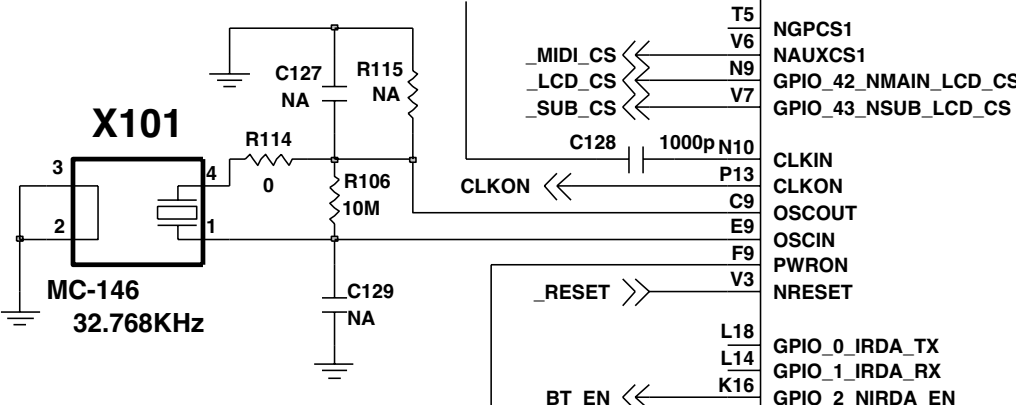 T5
NGPCS1
V6
_MIDI_CS
NAUXCS1
N9
_LCD_CS
GPIO_42_NMAIN_LCD_CS
V7
_SUB_CS
GPIO_43_NSUB_LCD_CS
C127
NA
R115
NA
X101
R114
0
C128
1000p
N10
CLKIN
P13
CLKON
CLKON
C9
OSCOUT
E9
OSCIN
F9
PWRON
V3
_RESET
NRESET
3
4
2
1
R106
10M
MC-146
32.768KHz
C129
NA
L18
GPIO_0_IRDA_TX
L14
GPIO_1_IRDA_RX
K16
BT_EN
GPIO_2_NIRDA_EN